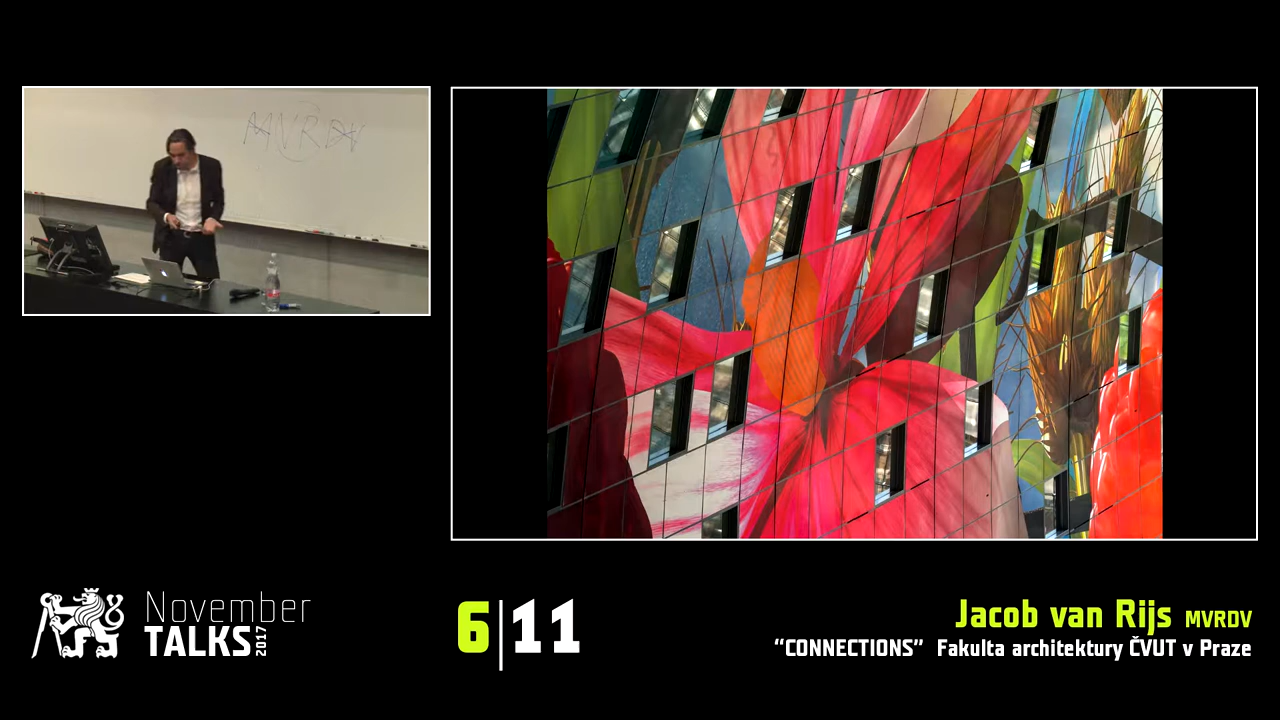 MVRDV
November
TALKS 2017
6|11
Jacob van Rijs MVRDV
“CONNECTIONS” Fakulta architektury ČVUT v Praze